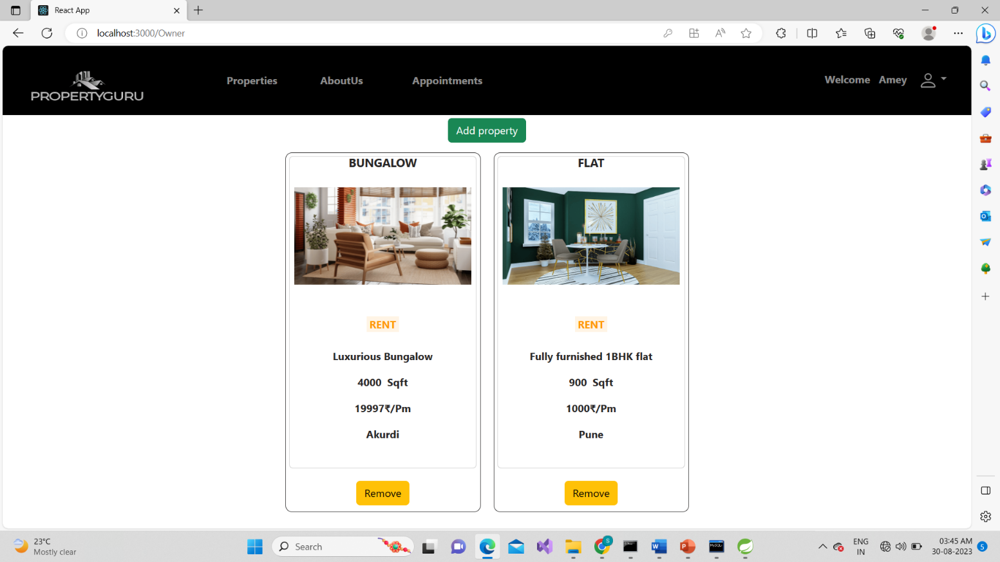 React App
localhost:3000/Owner
PROPERTYGURU
Properties
AboutUs
Appointments
Welcome Amey
Add property
BUNGALOW
RENT
Luxurious Bungalow
4000 Sqft
19997₹/Pm
Akurdi
Remove
FLAT
RENT
Fully furnished 1BHK flat
900 Sqft
1000₹/Pm
Pune
Remove
23°C
Mostly clear
Search
S
MySQL
ENG
IN
03:45 AM
30-08-2023
5